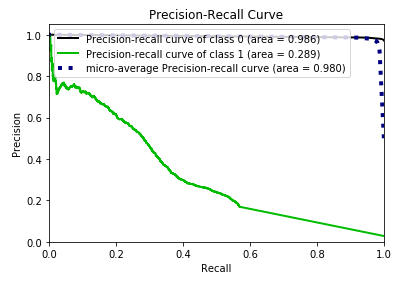 Precision-Recall Curve
Precision-recall curve of class 0 (area = 0.986)
Precision-recall curve of class 1 (area = 0.289)
micro-average Precision-recall curve (area = 0.980)
Precision
1.0
0.8
0.6
0.4
0.2
0.0
0.0 0.2 0.4 0.6 0.8 1.0
Recall